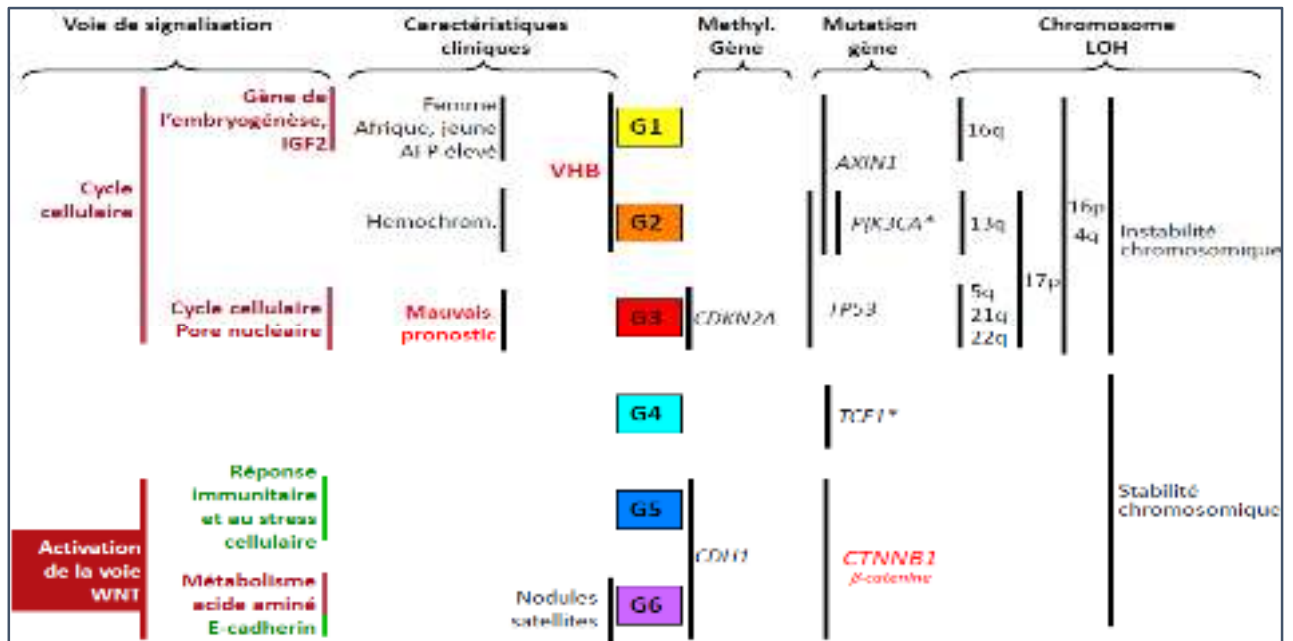 Voie de signalisation
Caractéristiques
cliniques
Methyl.
Gène
Mutation
gène
Chromosome
LOH
Gène de
l'embryogénèse,
IGF2
Femme
Afrique, jeune
AFP élevé
G1
16q
VHB
AXIN1
Cycle
cellulaire
Hemochrom.
G2
PIK3CA*
13q
16p
4q
Instabilité
chromosomique
17p
Cycle cellulaire
Pore nucléaire
Mauvais
pronostic
G3
CDKN2A
TP53
5q
21q
22q
G4
TCF1*
Réponse
immunitaire
et au stress
cellulaire
G5
Stabilité
chromosomique
Activation
de la voie
WNT
CDH1
CTNNB1
β-catenine
Métabolisme
acide aminé
E-cadherin
Nodules
satellites
G6